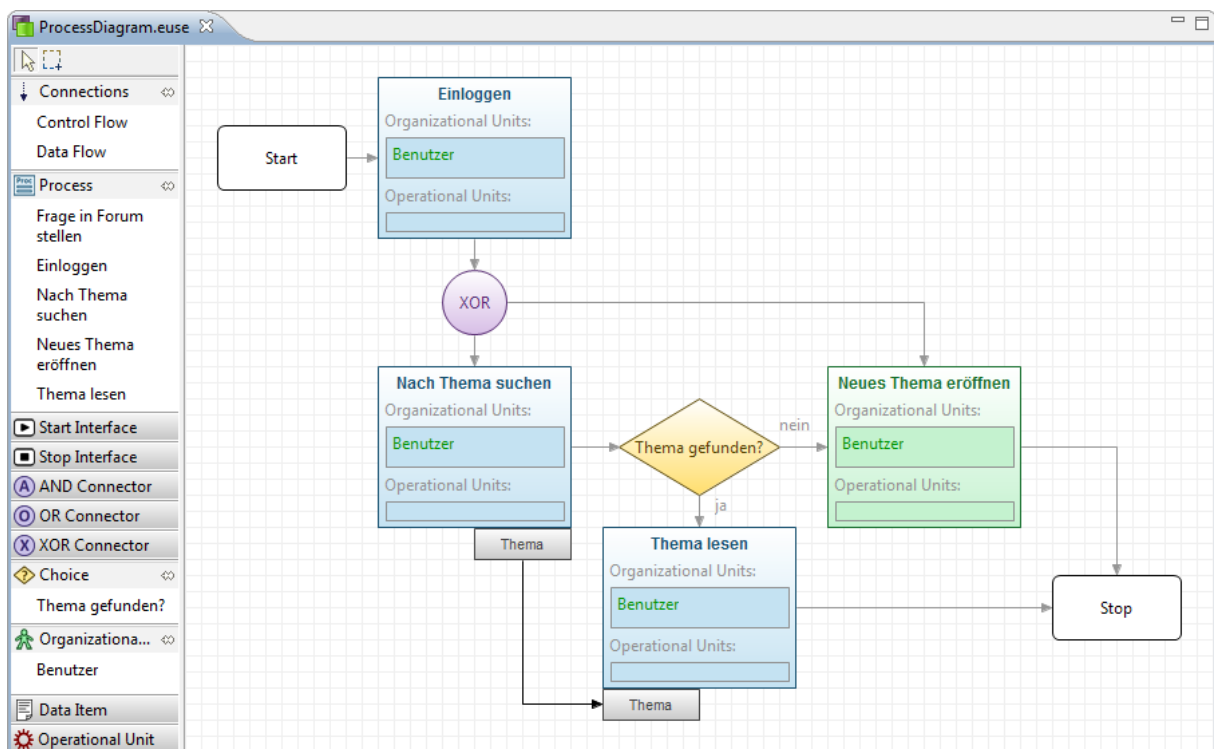 ProcessDiagram.euse
Connections
Control Flow
Data Flow
Proc
Process
Frage in Forum
stellen
Einloggen
Nach Thema
suchen
Neues Thema
eröffnen
Thema lesen
Start Interface
Stop Interface
A AND Connector
O OR Connector
X XOR Connector
? Choice
Thema gefunden?
Organizationa...
Benutzer
Data Item
Operational Unit
Start
Einloggen
Organizational Units:
Benutzer
Operational Units:
XOR
Nach Thema suchen
Organizational Units:
Benutzer
Operational Units:
Thema
Thema gefunden?
nein
ja
Neues Thema eröffnen
Organizational Units:
Benutzer
Operational Units:
Thema lesen
Organizational Units:
Benutzer
Operational Units:
Thema
Stop